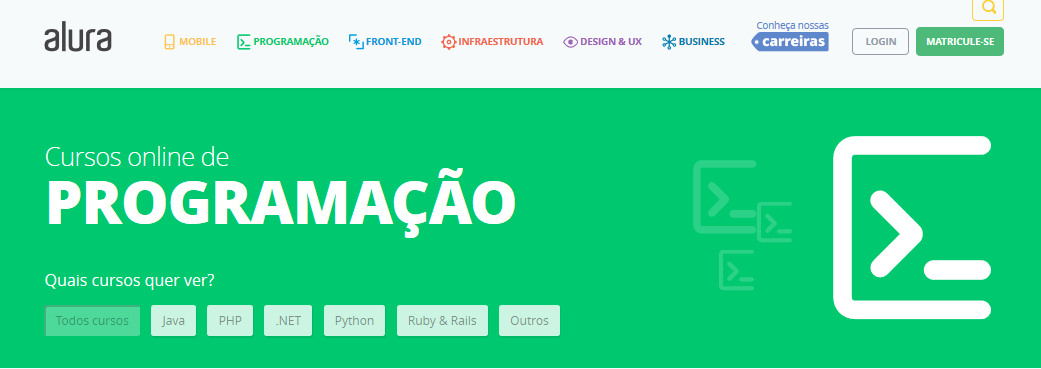 alura
MOBILE
PROGRAMAÇÃO
FRONT-END
INFRAESTRUTURA
DESIGN & UX
BUSINESS
Conheça nossas
carreiras
LOGIN
MATRICULE-SE
Cursos online de
PROGRAMAÇÃO
Quais cursos quer ver?
Todos cursos
Java
PHP
.NET
Python
Ruby & Rails
Outros